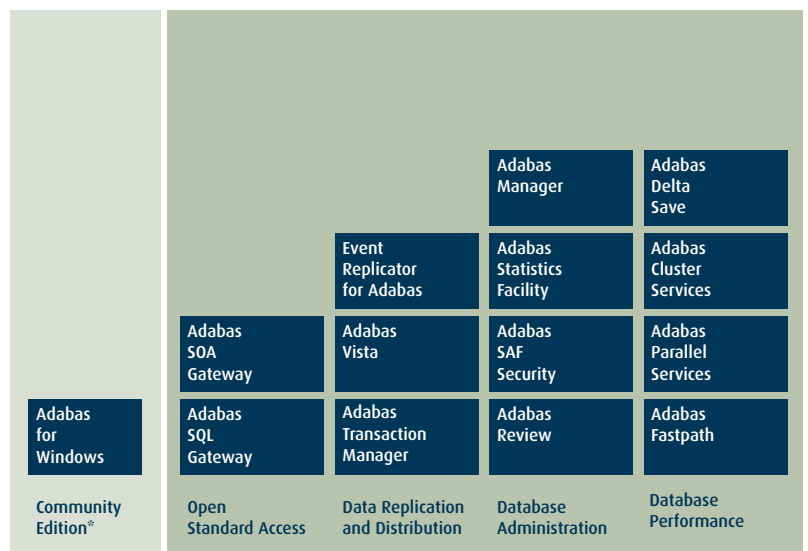 Adabas
Manager
Adabas
Delta
Save
Event
Replicator
for Adabas
Adabas
Statistics
Facility
Adabas
Cluster
Services
Adabas
SOA
Gateway
Adabas
Vista
Adabas
SAF
Security
Adabas
Parallel
Services
Adabas
for
Windows
Adabas
SQL
Gateway
Adabas
Transaction
Manager
Adabas
Review
Adabas
Fastpath
Community
Edition*
Open
Standard Access
Data Replication
and Distribution
Database
Administration
Database
Performance